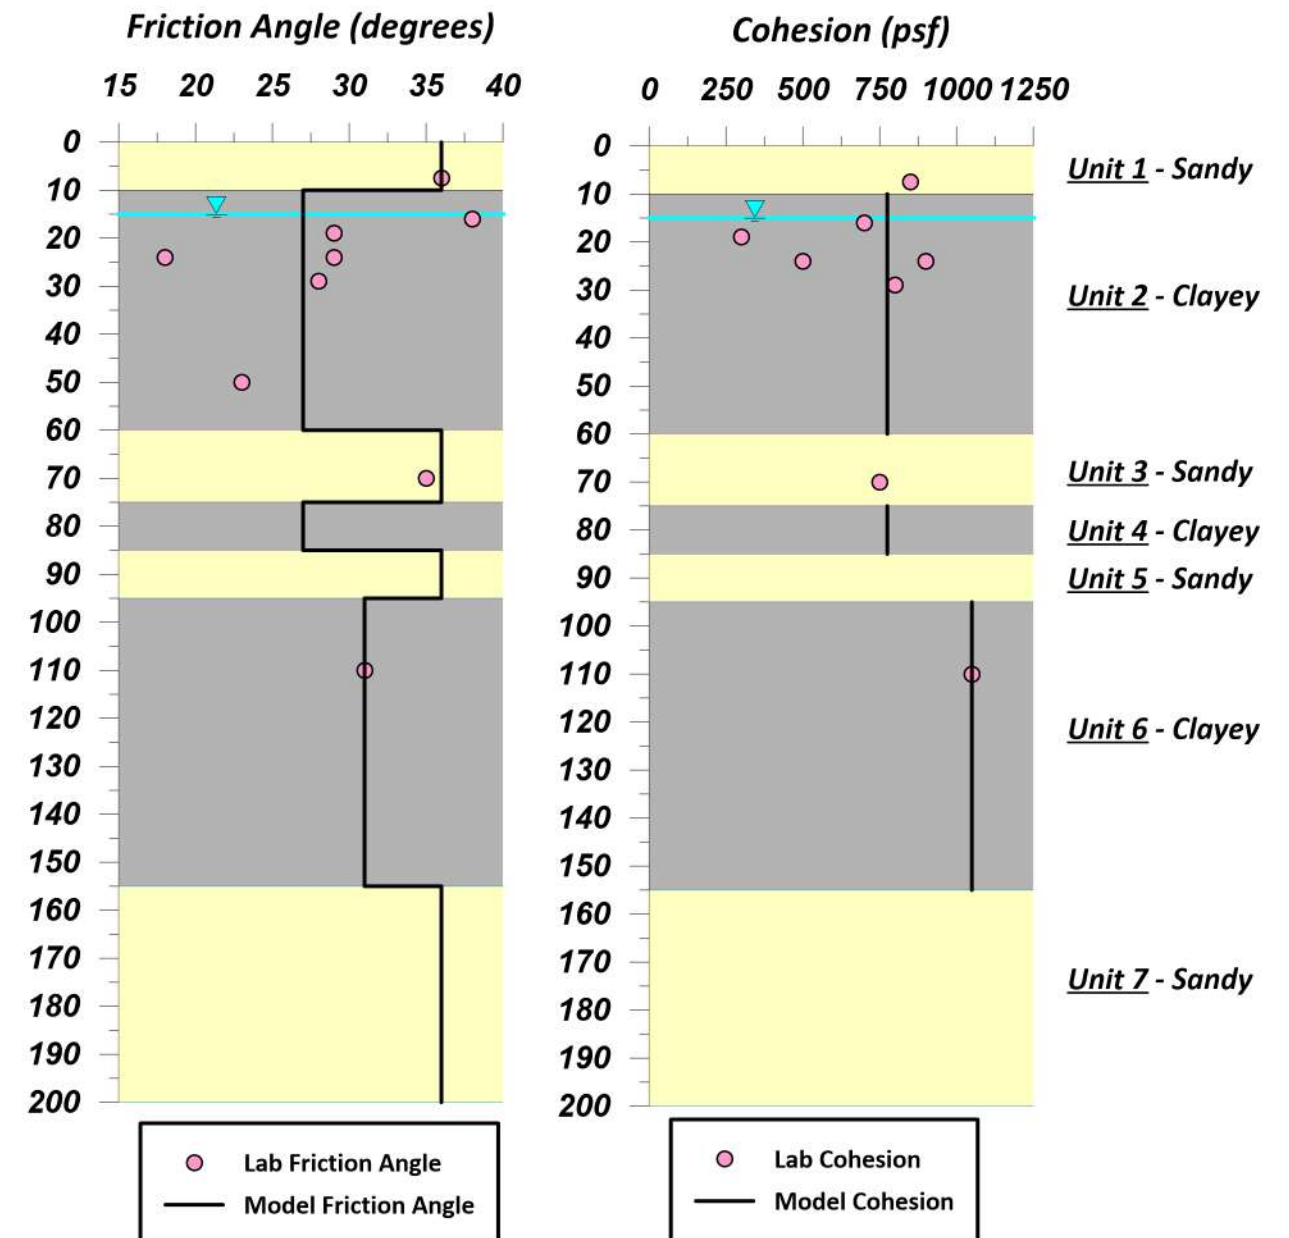 Friction Angle (degrees)
15 20 25 30 35 40
0
10
20
30
40
50
60
70
80
90
100
110
120
130
140
150
160
170
180
190
200
Lab Friction Angle
Model Friction Angle
Cohesion (psf)
0 250 500 750 1000 1250
0
10
20
30
40
50
60
70
80
90
100
110
120
130
140
150
160
170
180
190
200
Lab Cohesion
Model Cohesion
Unit 1 - Sandy
Unit 2 - Clayey
Unit 3 - Sandy
Unit 4 - Clayey
Unit 5 - Sandy
Unit 6 - Clayey
Unit 7 - Sandy